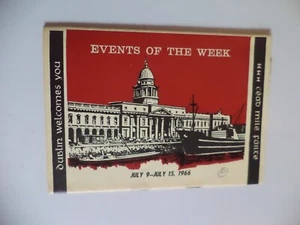 EVENTS OF THE WEEK
dublin welcomes you
céad míle fáilte
JULY 9–JULY 15, 1966